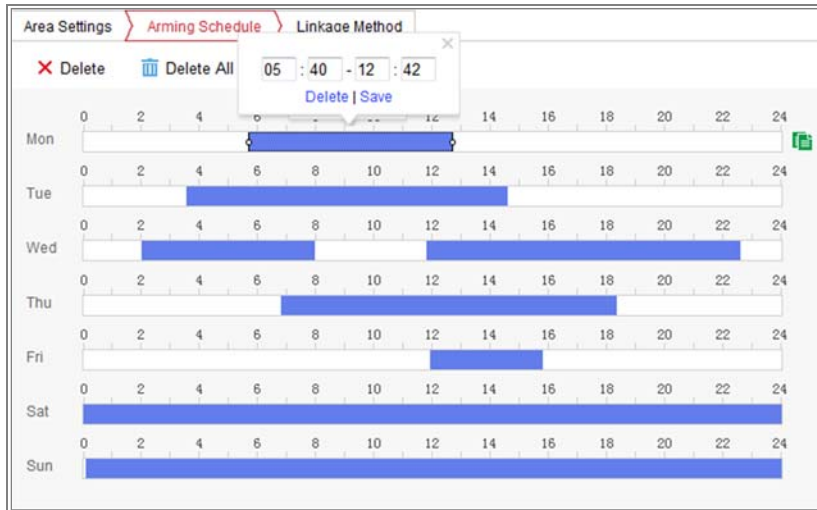 Area Settings Arming Schedule Linkage Method
Delete Delete All
05 : 40 - 12 : 42
Delete | Save
0 2 4 6 8 12 14 16 18 20 22 24
Mon
0 2 4 6 8 10 12 14 16 18 20 22 24
Tue
0 2 4 6 8 10 12 14 16 18 20 22 24
Wed
0 2 4 6 8 10 12 14 16 18 20 22 24
Thu
0 2 4 6 8 10 12 14 16 18 20 22 24
Fri
0 2 4 6 8 10 12 14 16 18 20 22 24
Sat
0 2 4 6 8 10 12 14 16 18 20 22 24
Sun